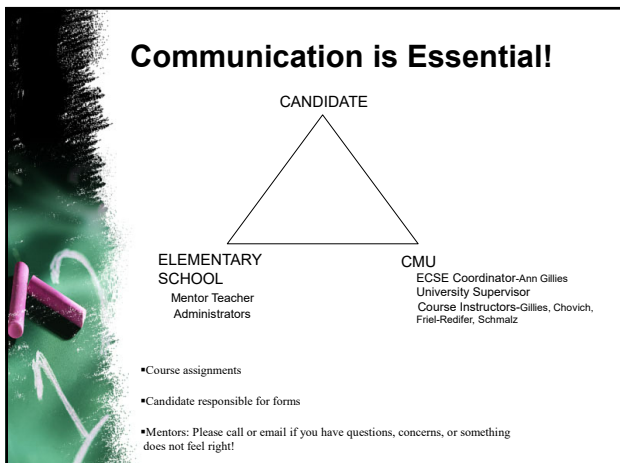 Communication is Essential!
CANDIDATE
ELEMENTARY
SCHOOL
Mentor Teacher
Administrators
CMU
ECSE Coordinator-Ann Gillies
University Supervisor
Course Instructors-Gillies, Chovich,
Friel-Redifer, Schmalz
▪Course assignments
▪Candidate responsible for forms
▪Mentors: Please call or email if you have questions, concerns, or something
does not feel right!